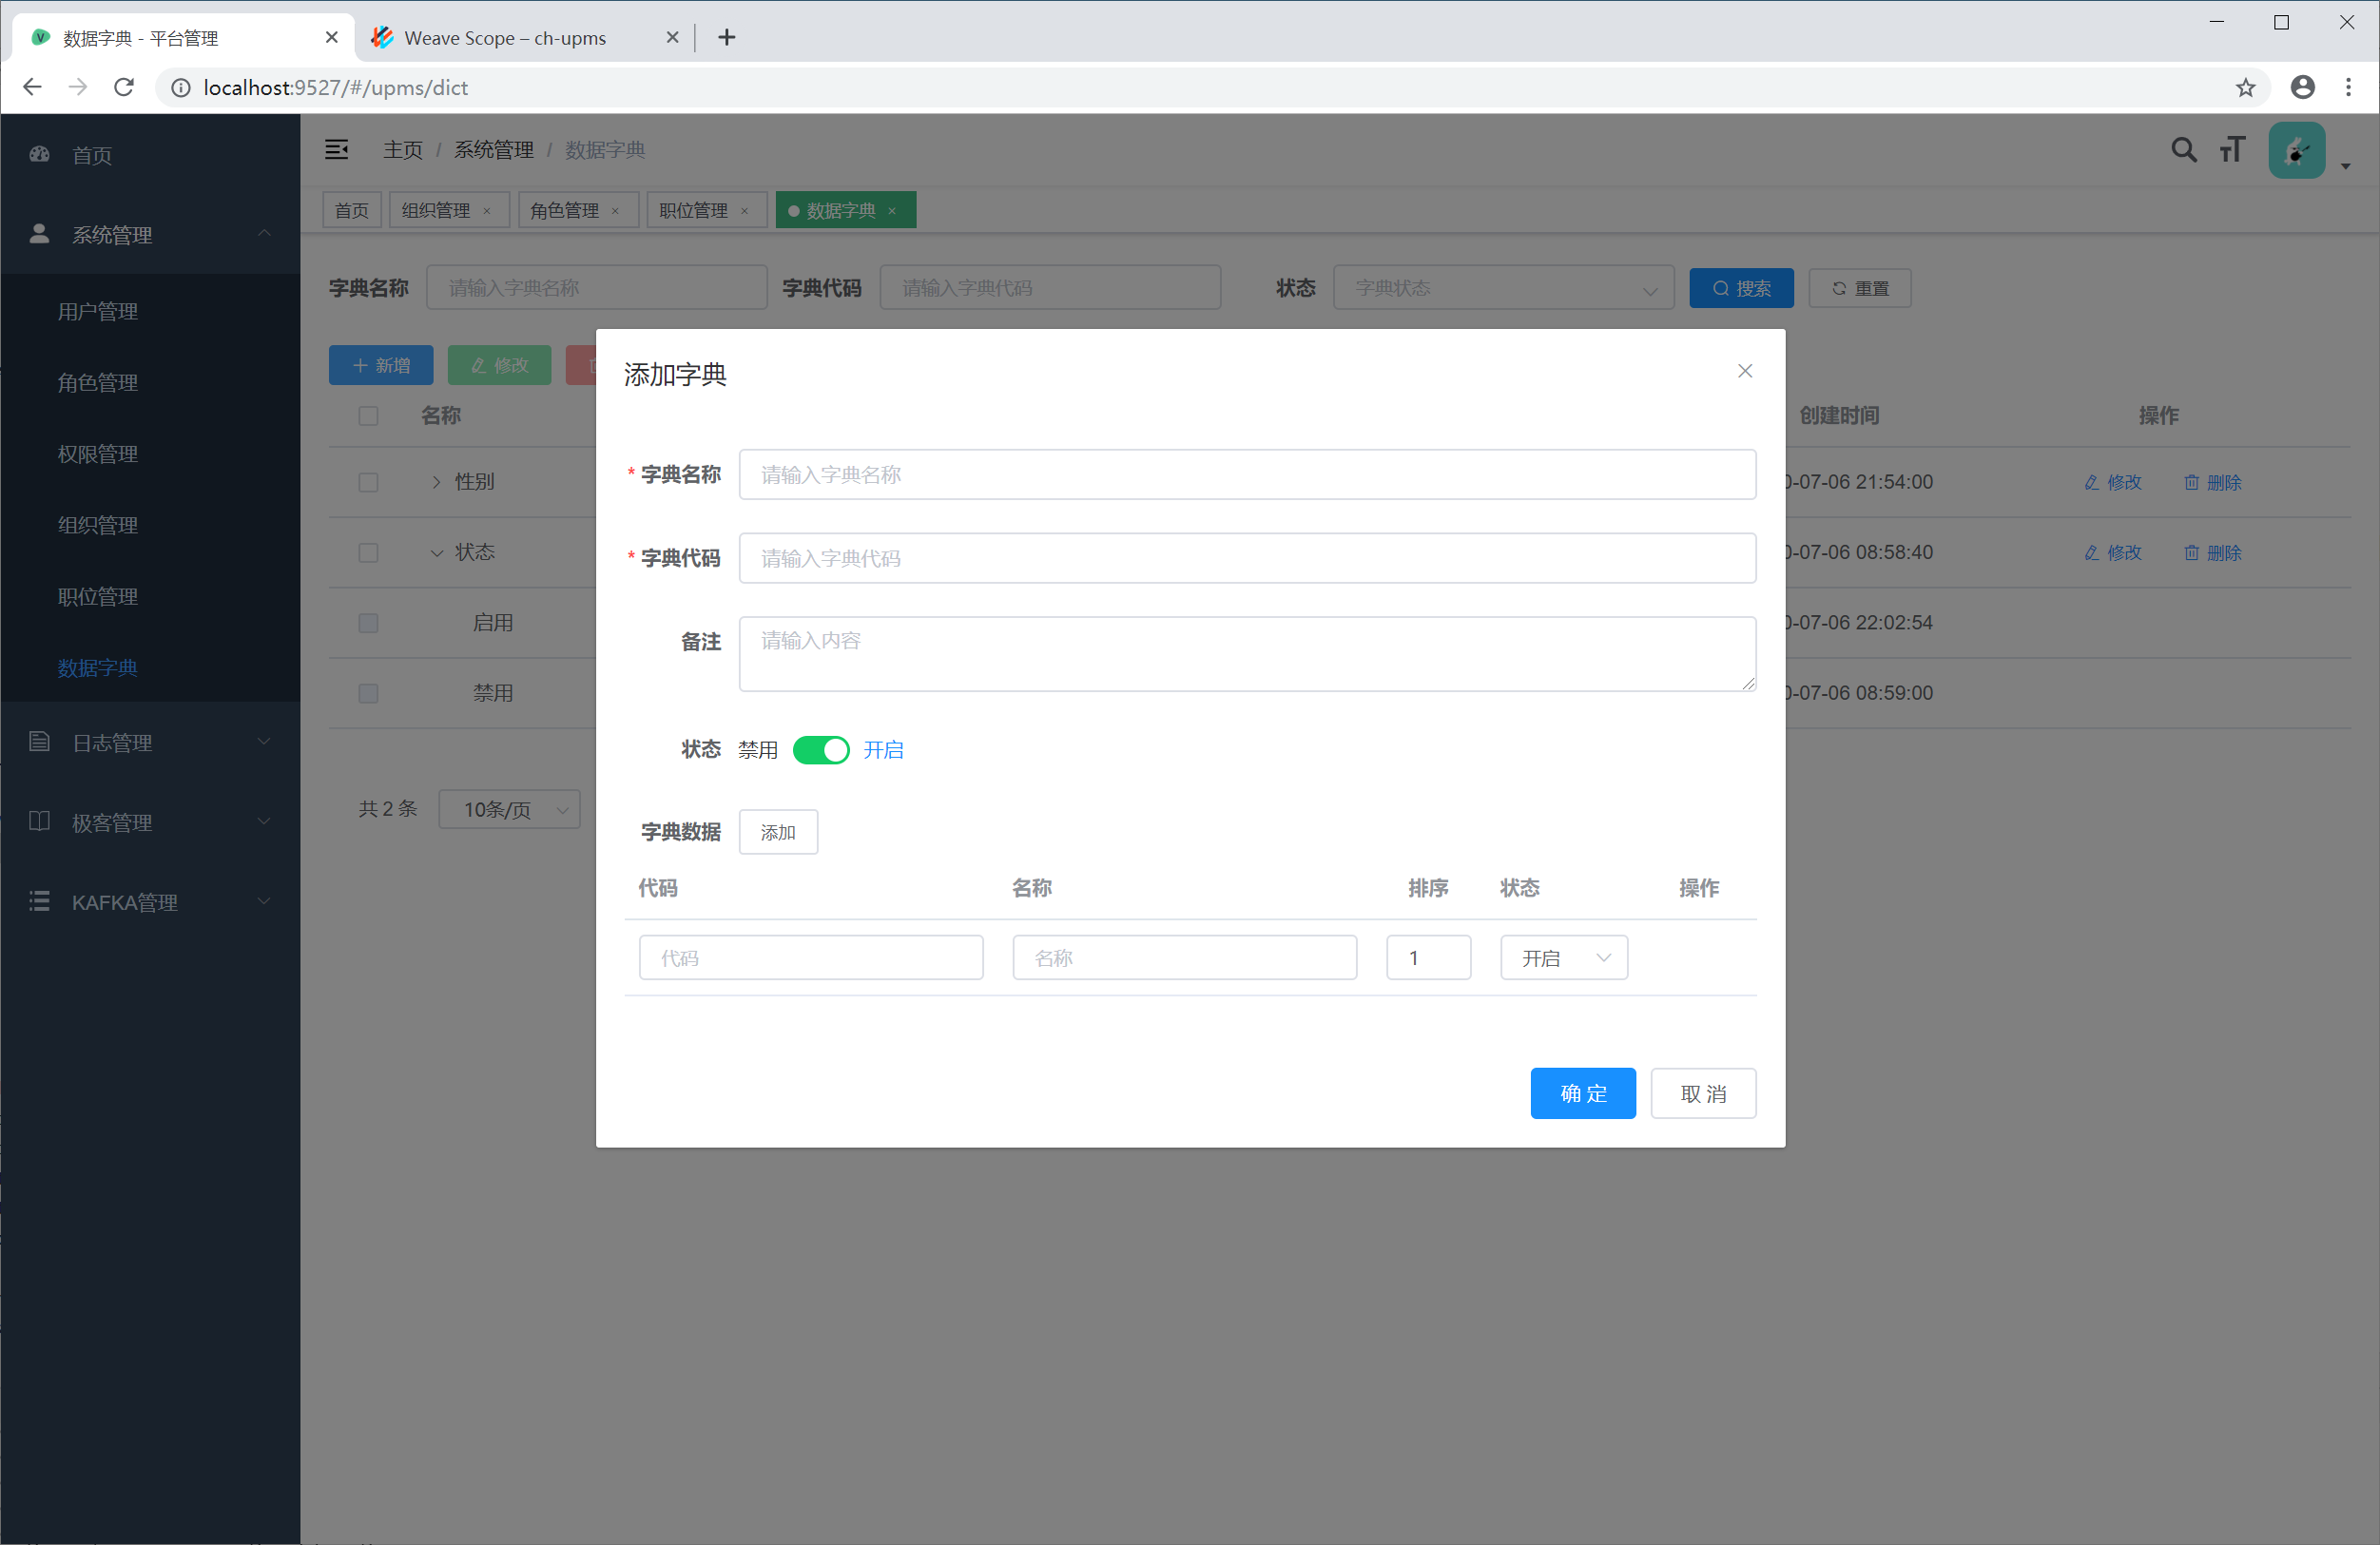 数据字典 - 平台管理
Weave Scope – ch-upms
localhost:9527/#/upms/dict
首页
系统管理
用户管理
角色管理
权限管理
组织管理
职位管理
数据字典
日志管理
极客管理
KAFKA管理
主页 / 系统管理 / 数据字典
首页 组织管理 × 角色管理 × 职位管理 × 数据字典 ×
字典名称 请输入字典名称 字典代码 请输入字典代码 状态 字典状态 搜索 重置
新增 修改
名称 创建时间 操作
性别 0-07-06 21:54:00 修改 删除
状态 0-07-06 08:58:40 修改 删除
启用 0-07-06 22:02:54
禁用 0-07-06 08:59:00
共 2 条 10条/页
添加字典
* 字典名称 请输入字典名称
* 字典代码 请输入字典代码
备注 请输入内容
状态 禁用 开启
字典数据 添加
代码 名称 排序 状态 操作
代码 名称 1 开启
确 定 取 消